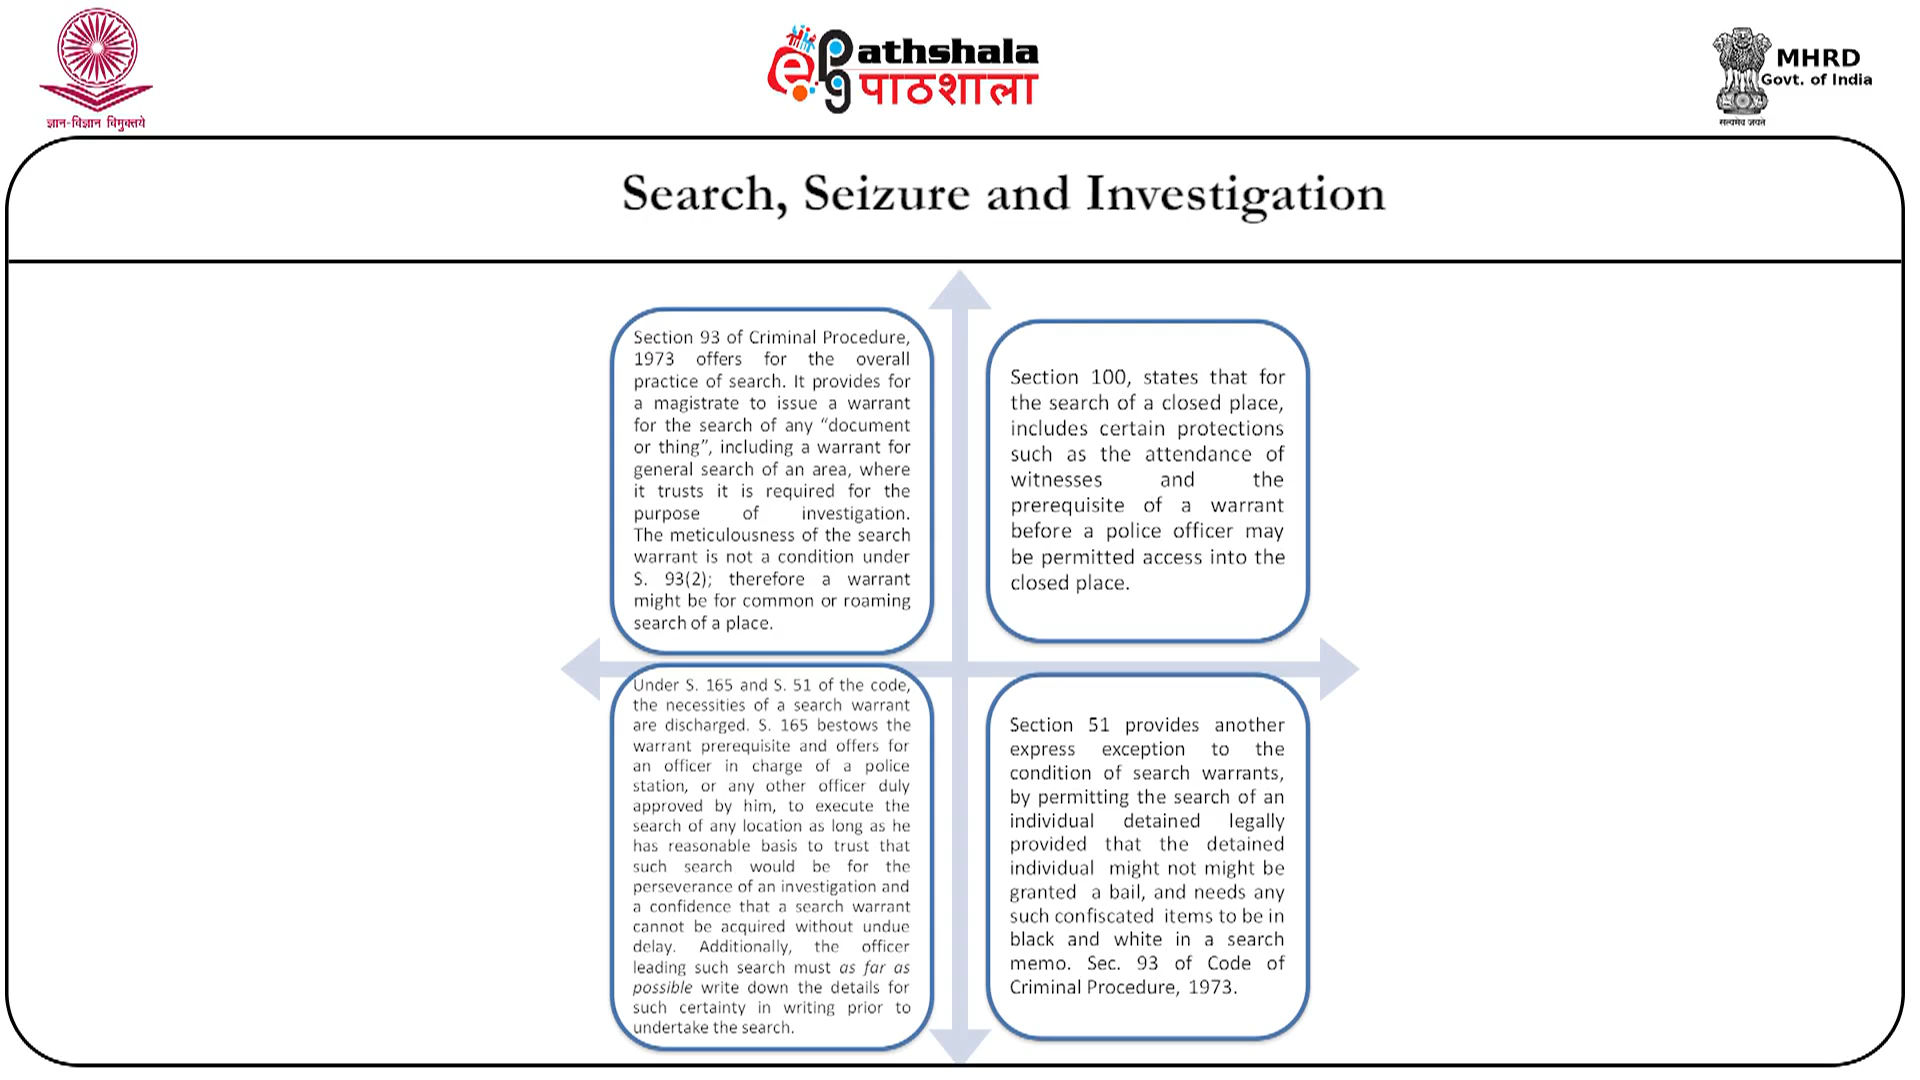 ज्ञान-विज्ञान विमुक्तये
epg Pathshala
पाठशाला
MHRD
Govt. of India
सत्यमेव जयते
Search, Seizure and Investigation
Section 93 of Criminal Procedure,
1973 offers for the overall
practice of search. It provides for
a magistrate to issue a warrant
for the search of any “document
or thing”, including a warrant for
general search of an area, where
it trusts it is required for the
purpose of investigation.
The meticulousness of the search
warrant is not a condition under
S. 93(2); therefore a warrant
might be for common or roaming
search of a place.
Section 100, states that for
the search of a closed place,
includes certain protections
such as the attendance of
witnesses and the
prerequisite of a warrant
before a police officer may
be permitted access into the
closed place.
Under S. 165 and S. 51 of the code,
the necessities of a search warrant
are discharged. S. 165 bestows the
warrant prerequisite and offers for
an officer in charge of a police
station, or any other officer duly
approved by him, to execute the
search of any location as long as he
has reasonable basis to trust that
such search would be for the
perseverance of an investigation and
a confidence that a search warrant
cannot be acquired without undue
delay. Additionally, the officer
leading such search must as far as
possible write down the details for
such certainty in writing prior to
undertake the search.
Section 51 provides another
express exception to the
condition of search warrants,
by permitting the search of an
individual detained legally
provided that the detained
individual might not might be
granted a bail, and needs any
such confiscated items to be in
black and white in a search
memo. Sec. 93 of Code of
Criminal Procedure, 1973.